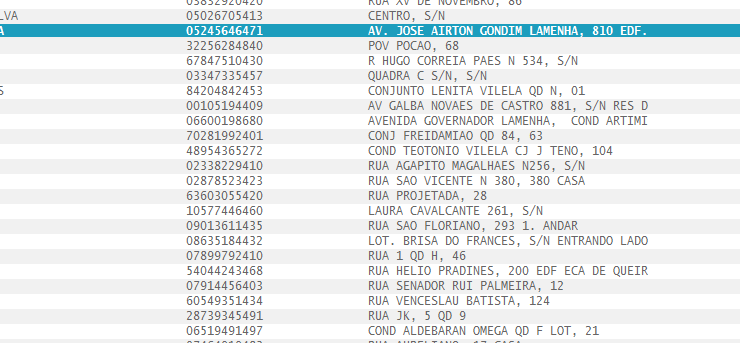 03832920420 RUA XV DE NOVEMBRO, 86
LVA 05026705413 CENTRO, S/N
A 05245646471 AV. JOSE AIRTON GONDIM LAMENHA, 810 EDF.
32256284840 POV POCAO, 68
67847510430 R HUGO CORREIA PAES N 534, S/N
03347335457 QUADRA C S/N, S/N
S 84204842453 CONJUNTO LENITA VILELA QD N, 01
00105194409 AV GALBA NOVAES DE CASTRO 881, S/N RES D
06600198680 AVENIDA GOVERNADOR LAMENHA,  COND ARTIMI
70281992401 CONJ FREIDAMIAO QD 84, 63
48954365272 COND TEOTONIO VILELA CJ J TENO, 104
02338229410 RUA AGAPITO MAGALHAES N256, S/N
02878523423 RUA SAO VICENTE N 380, 380 CASA
63603055420 RUA PROJETADA, 28
10577446460 LAURA CAVALCANTE 261, S/N
09013611435 RUA SAO FLORIANO, 293 1. ANDAR
08635184432 LOT. BRISA DO FRANCES, S/N ENTRANDO LADO
07899792410 RUA 1 QD H, 46
54044243468 RUA HELIO PRADINES, 200 EDF ECA DE QUEIR
07914456403 RUA SENADOR RUI PALMEIRA, 12
60549351434 RUA VENCESLAU BATISTA, 124
28739345491 RUA JK, 5 QD 9
06519491497 COND ALDEBARAN OMEGA QD F LOT, 21